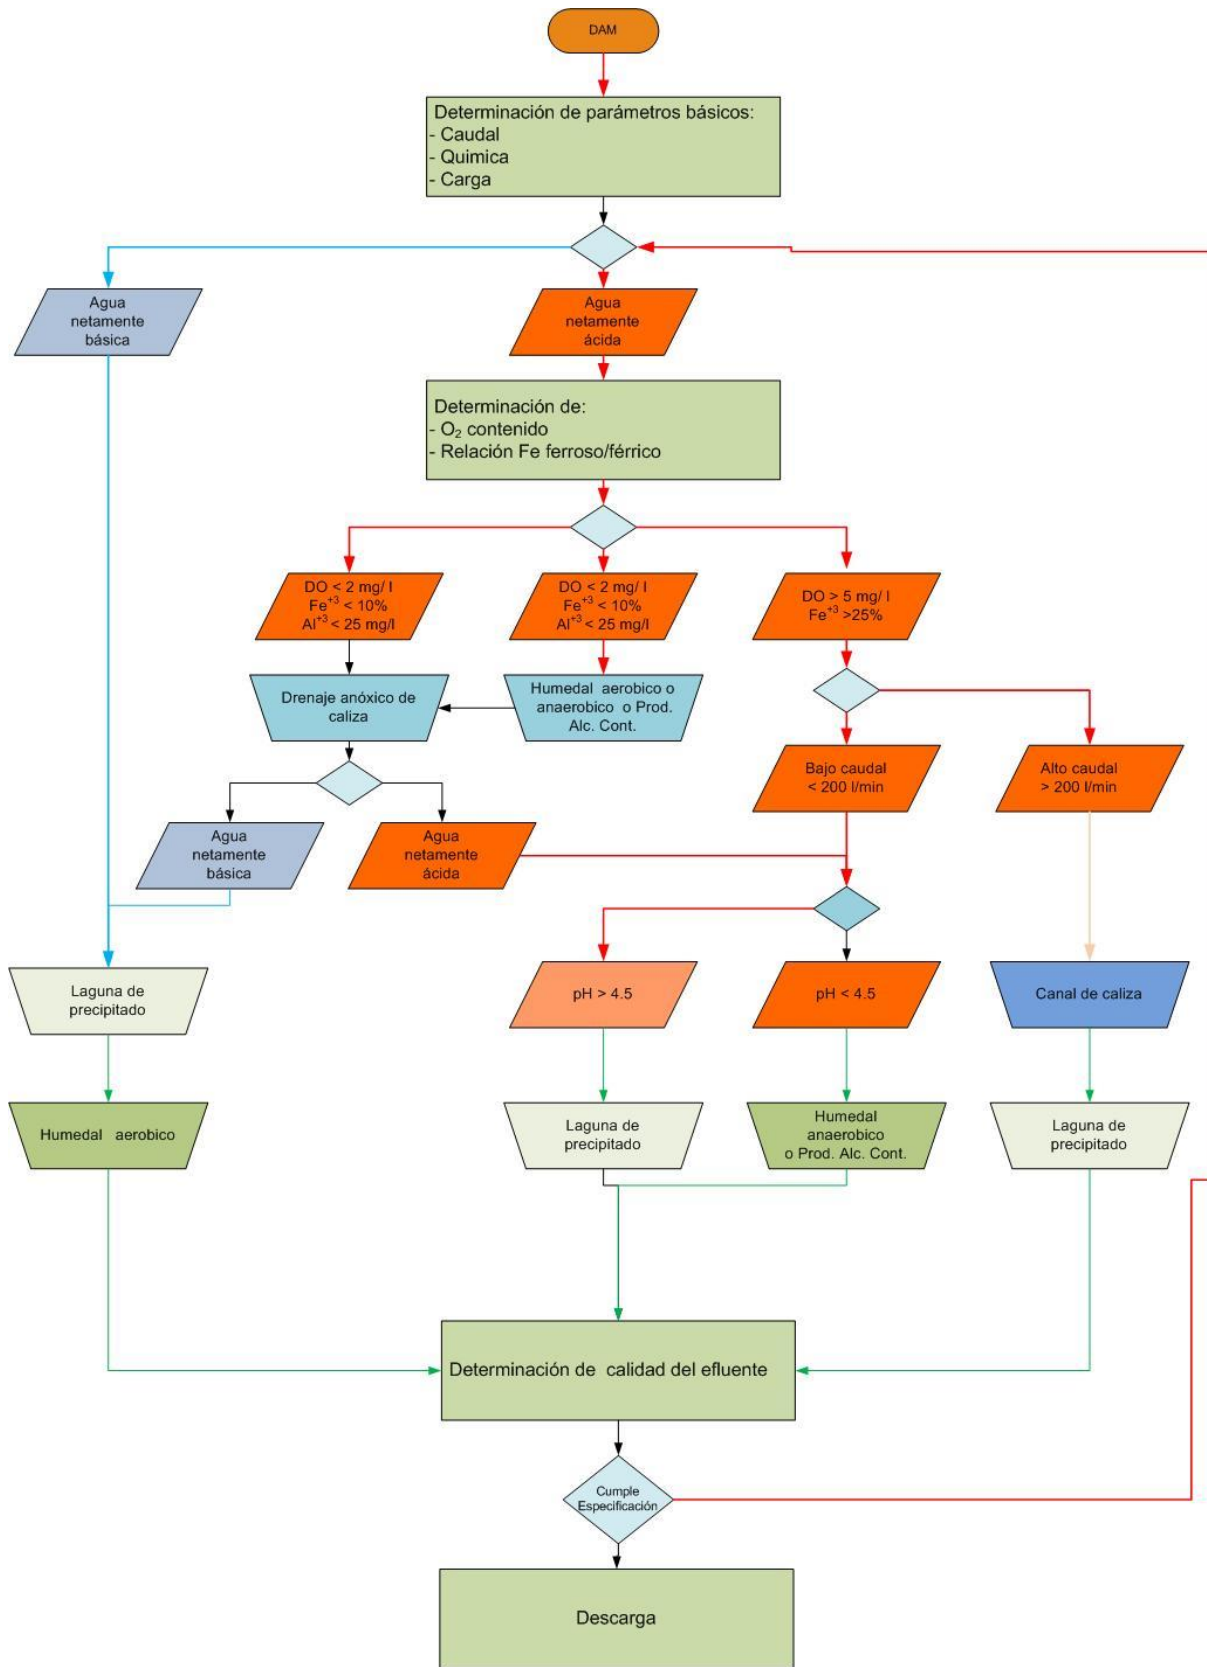 DAM
Determinación de parámetros básicos:
- Caudal
- Quimica
- Carga
Agua
netamente
básica
Agua
netamente
ácida
Determinación de:
- O₂ contenido
- Relación Fe ferroso/férrico
DO < 2 mg/ l
Fe⁺³ < 10%
Al⁺³ < 25 mg/l
DO < 2 mg/ l
Fe⁺³ < 10%
Al⁺³ < 25 mg/l
DO > 5 mg/ l
Fe⁺³ >25%
Drenaje anóxico de
caliza
Humedal aerobico o
anaerobico o Prod.
Alc. Cont.
Bajo caudal
< 200 l/min
Alto caudal
> 200 l/min
Agua
netamente
básica
Agua
netamente
ácida
Laguna de
precipitado
pH > 4.5
pH < 4.5
Canal de caliza
Humedal aerobico
Laguna de
precipitado
Humedal
anaerobico
o Prod. Alc. Cont.
Laguna de
precipitado
Determinación de calidad del efluente
Cumple
Especificación
Descarga